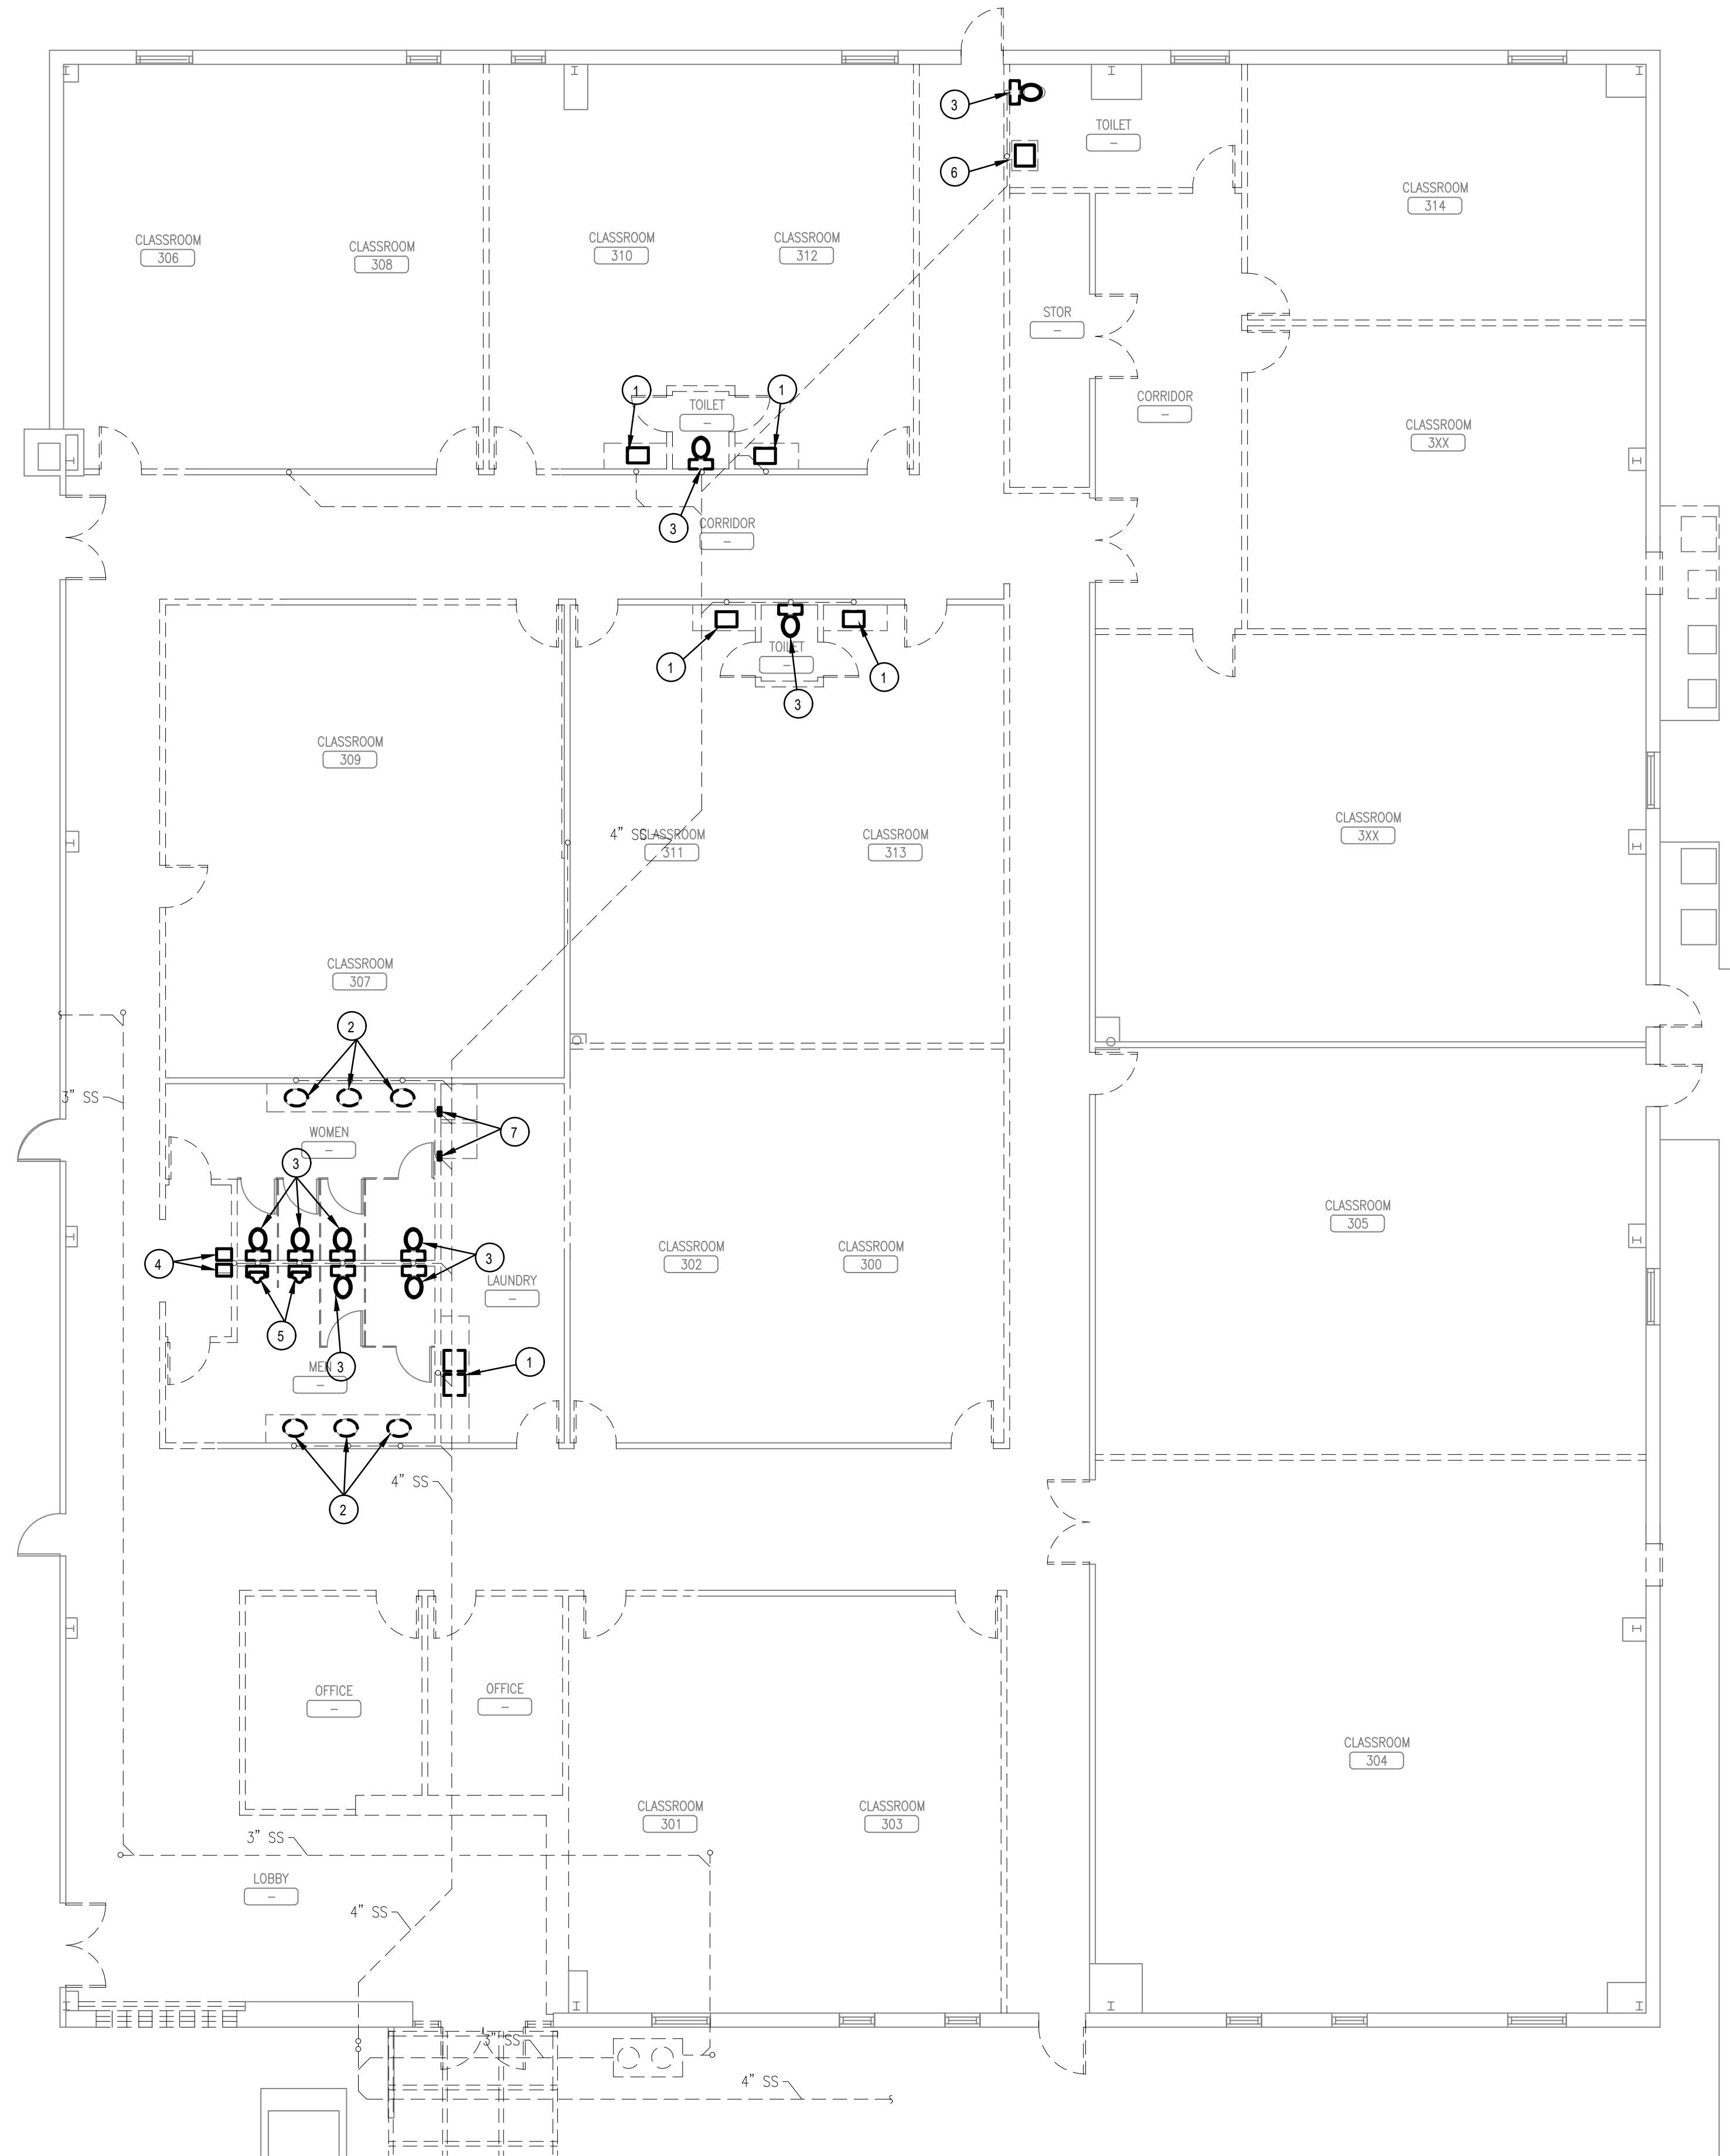 3
TOILET
-
6
CLASSROOM
314
CLASSROOM
306
CLASSROOM
308
CLASSROOM
310
CLASSROOM
312
STOR
-
1
1
TOILET
-
CORRIDOR
-
CLASSROOM
3XX
3
CORRIDOR
-
1
TOILET
-
1
3
CLASSROOM
309
4" SS
CLASSROOM
311
CLASSROOM
313
CLASSROOM
3XX
CLASSROOM
307
2
3" SS
WOMEN
-
7
3
CLASSROOM
305
4
3
CLASSROOM
302
CLASSROOM
300
LAUNDRY
-
5
MEN
-
3
1
4" SS
2
OFFICE
-
OFFICE
-
CLASSROOM
304
CLASSROOM
301
CLASSROOM
303
3" SS
LOBBY
-
4" SS
3" SS
4" SS